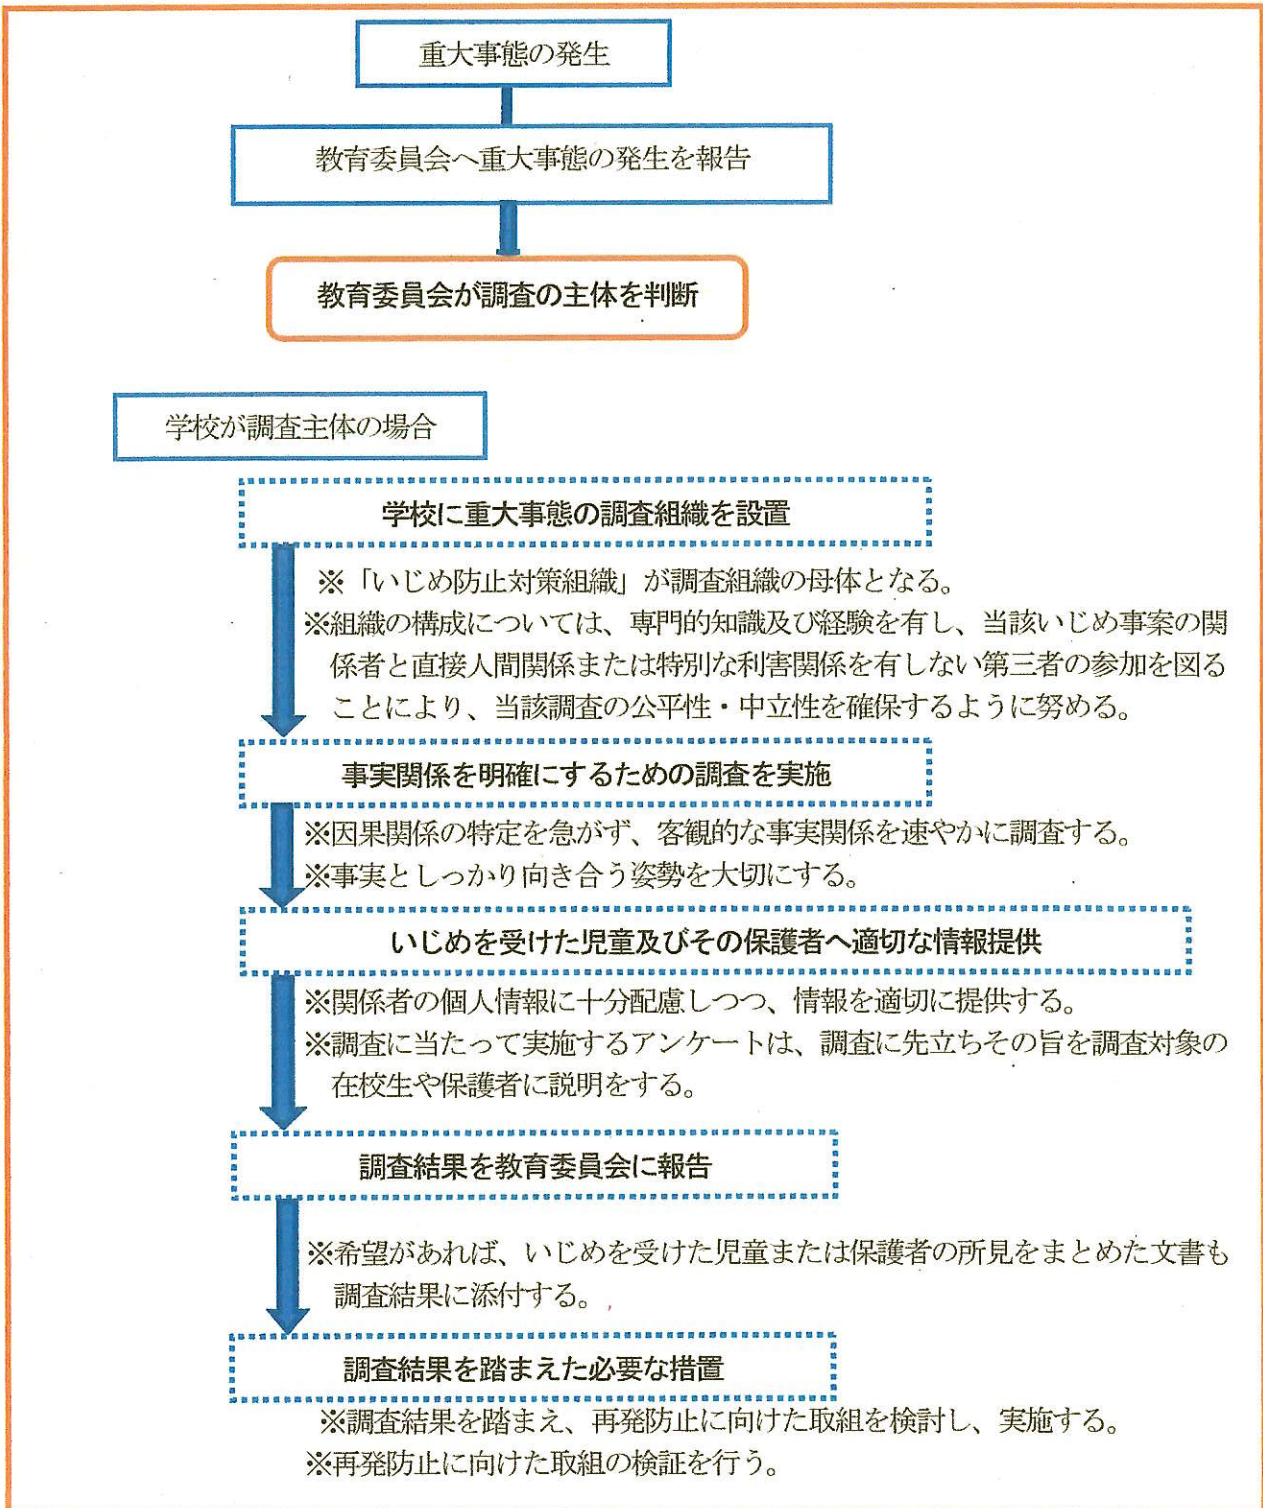 重大事態の発生
教育委員会へ重大事態の発生を報告
教育委員会が調査の主体を判断
学校が調査主体の場合
学校に重大事態の調査組織を設置
※「いじめ防止対策組織」が調査組織の母体となる。
※組織の構成については、専門的知識及び経験を有し、当該いじめ事案の関
係者と直接人間関係または特別な利害関係を有しない第三者の参加を図る
ことにより、当該調査の公平性・中立性を確保するように努める。
事実関係を明確にするための調査を実施
※因果関係の特定を急がず、客観的な事実関係を速やかに調査する。
※事実としっかり向き合う姿勢を大切にする。
いじめを受けた児童及びその保護者へ適切な情報提供
※関係者の個人情報に十分配慮しつつ、情報を適切に提供する。
※調査に当たって実施するアンケートは、調査に先立ちその旨を調査対象の
在校生や保護者に説明をする。
調査結果を教育委員会に報告
※希望があれば、いじめを受けた児童または保護者の所見をまとめた文書も
調査結果に添付する。
調査結果を踏まえた必要な措置
※調査結果を踏まえ、再発防止に向けた取組を検討し、実施する。
※再発防止に向けた取組の検証を行う。